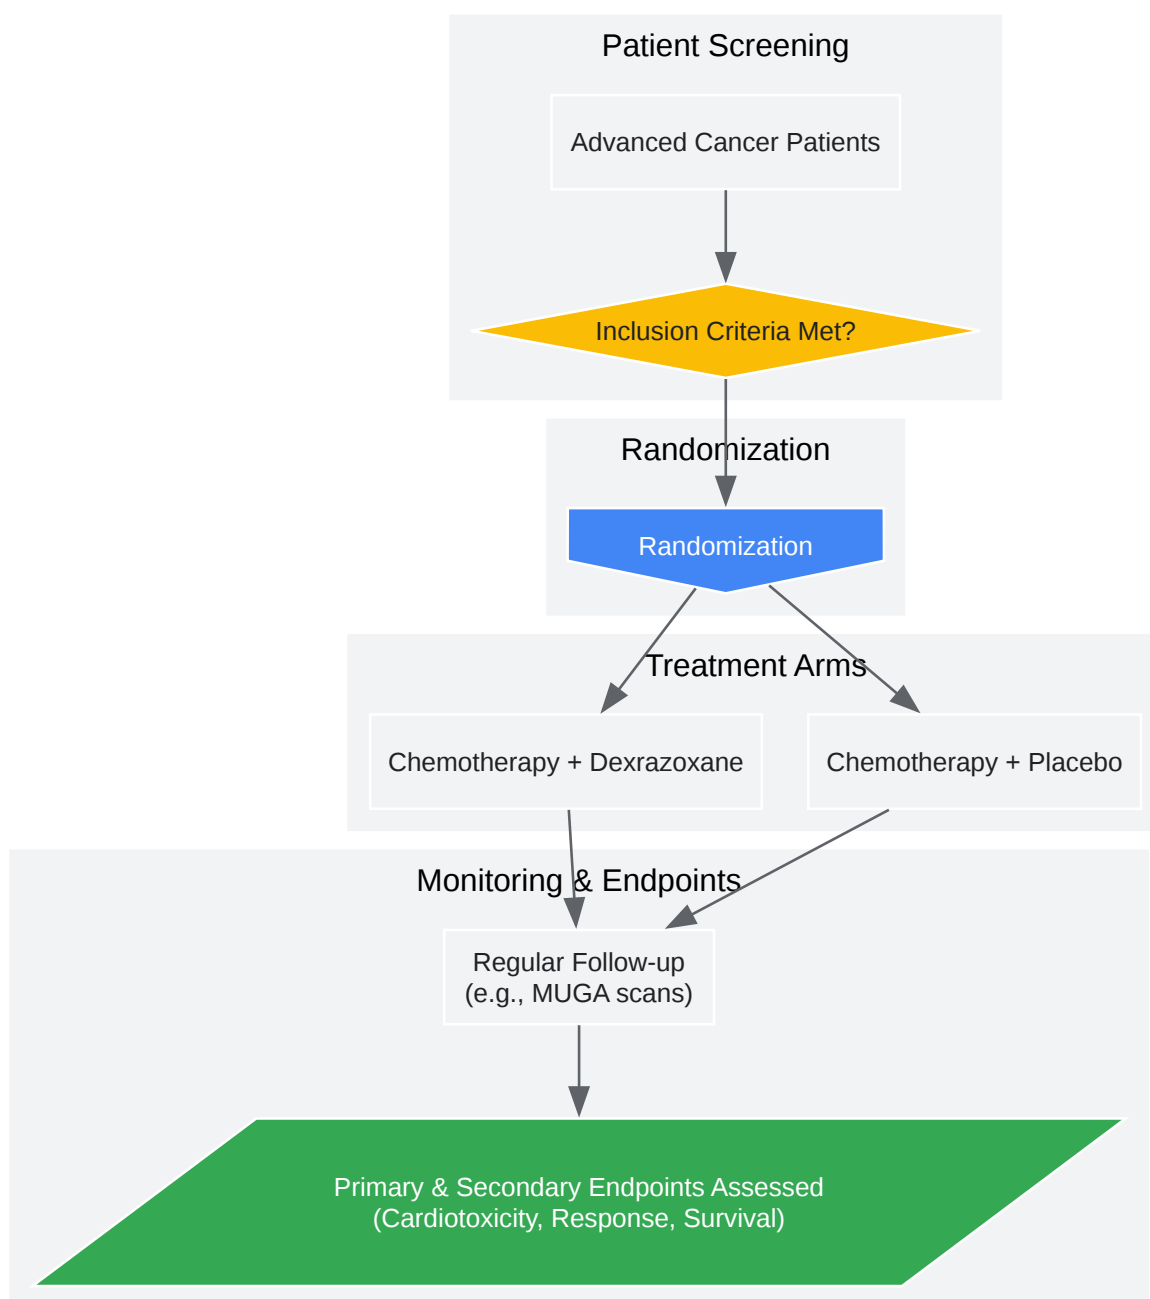 Patient Screening
Advanced Cancer Patients
Inclusion Criteria Met?
Randomization
Randomization
Treatment Arms
Chemotherapy + Dexrazoxane
Chemotherapy + Placebo
Monitoring & Endpoints
Regular Follow-up
(e.g., MUGA scans)
Primary & Secondary Endpoints Assessed
(Cardiotoxicity, Response, Survival)